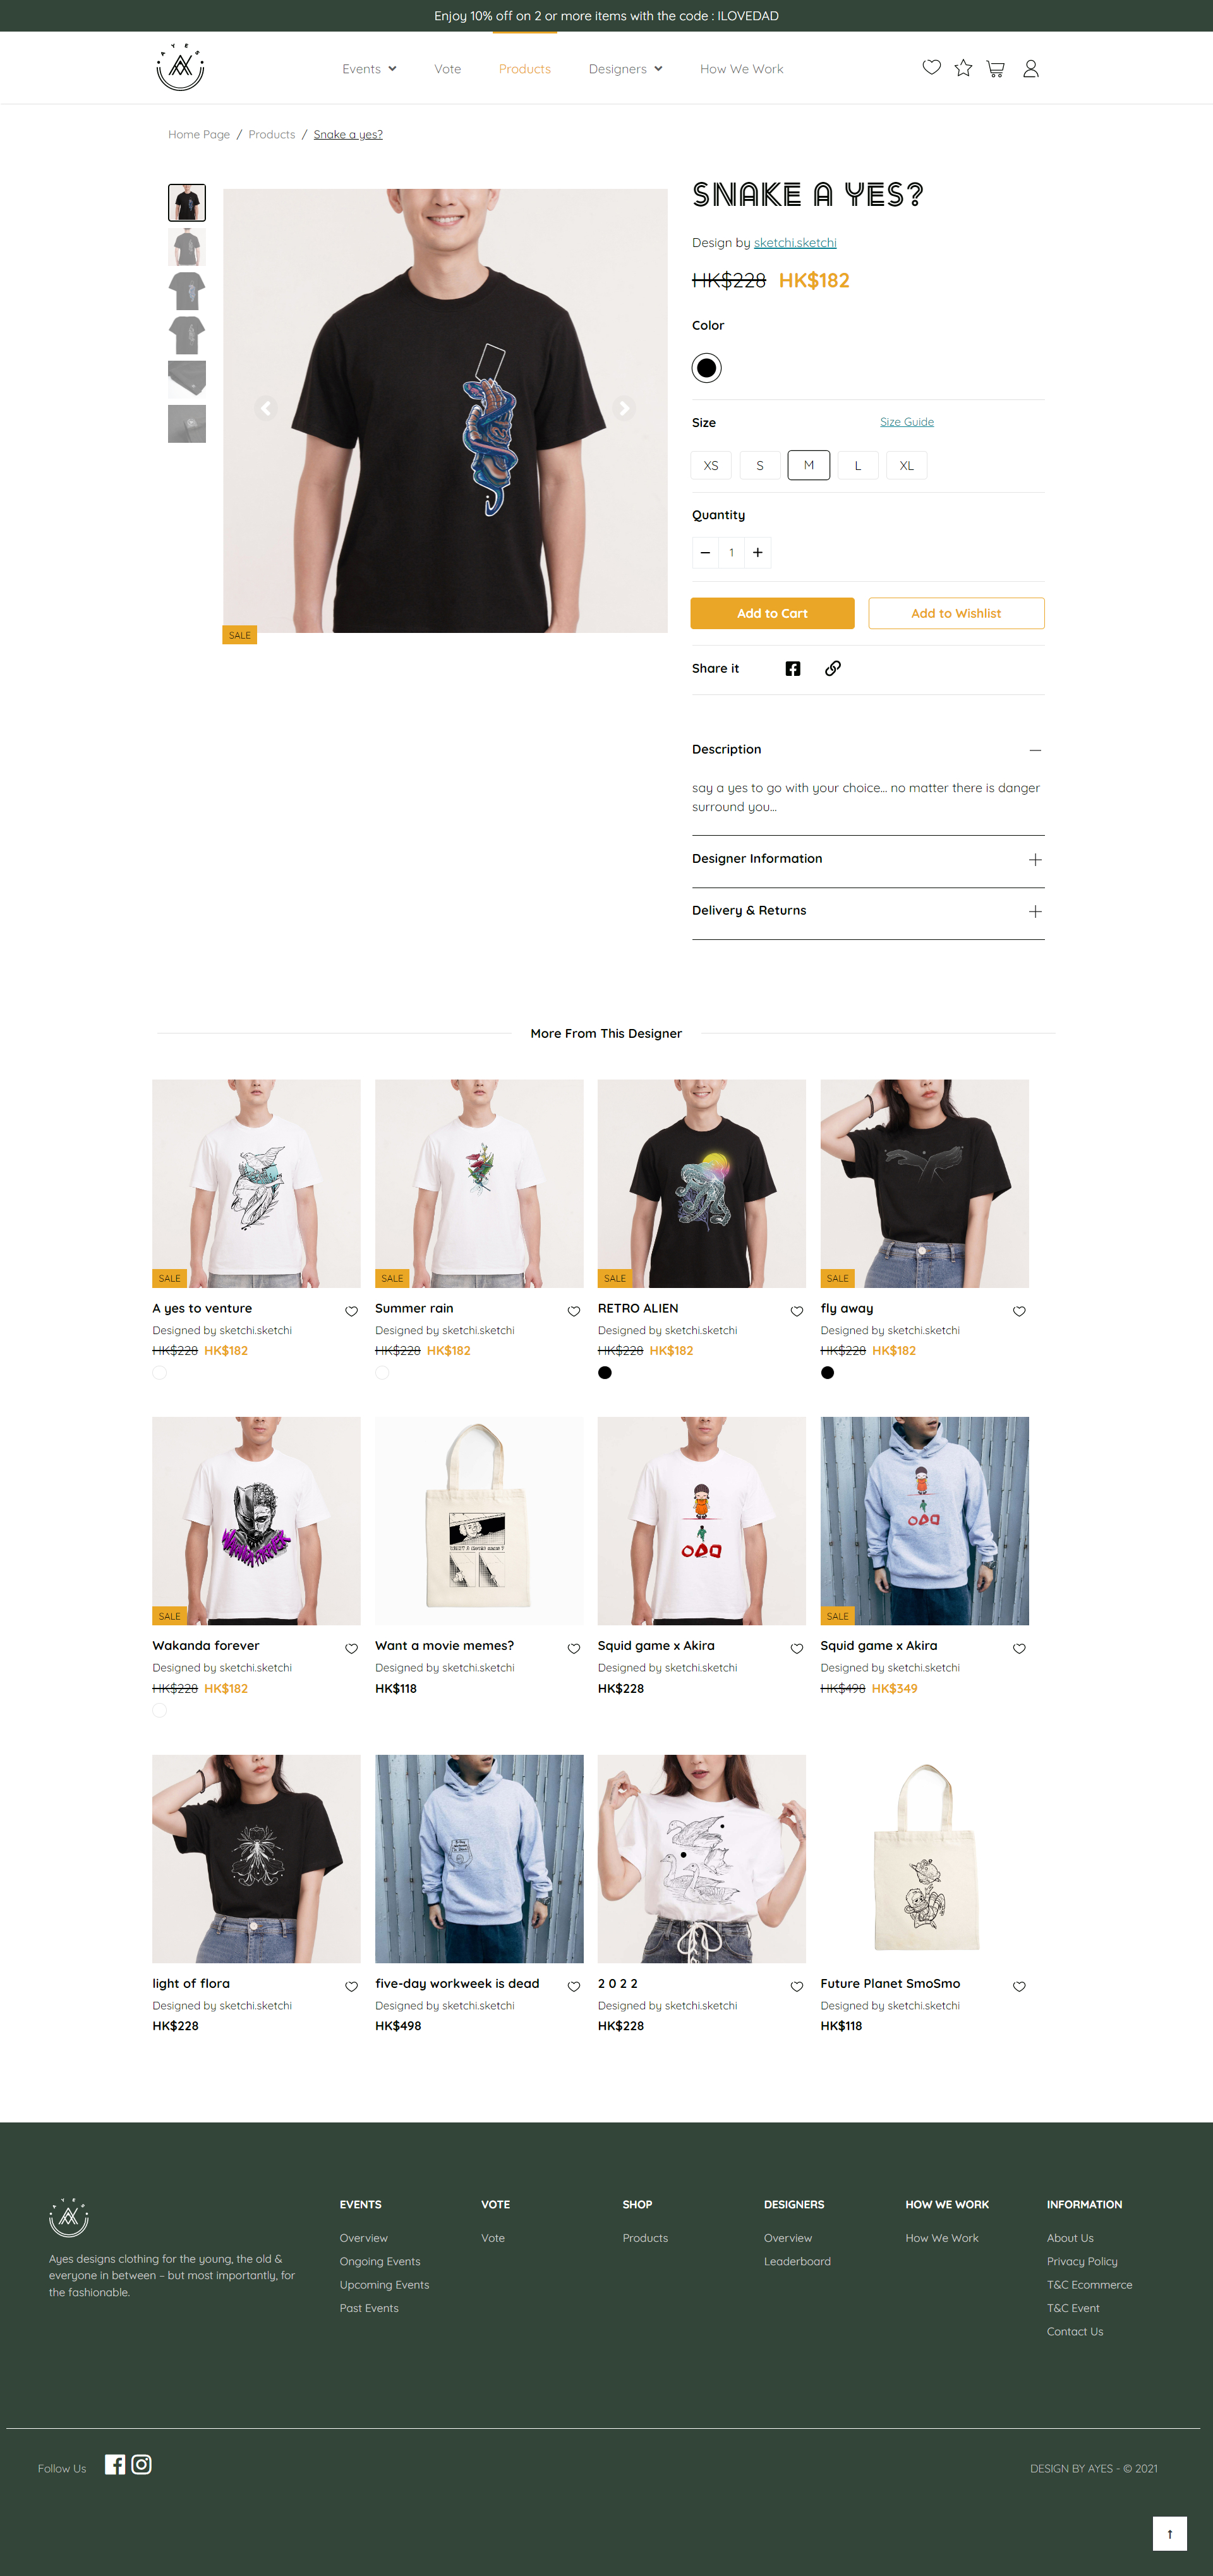 Enjoy 10% off on 2 or more items with the code : ILOVEDAD
AYES
Events
Vote
Products
Designers
How We Work
Home Page / Products / Snake a yes?
SNAKE A YES?
Design by sketchi.sketchi
HK$228 HK$182
Color
Size
Size Guide
XS S M L XL
Quantity
1
Add to Cart
Add to Wishlist
SALE
Share it
Description
say a yes to go with your choice... no matter there is danger
surround you...
Designer Information
Delivery & Returns
More From This Designer
SALE SALE SALE SALE
A yes to venture
Designed by sketchi.sketchi
HK$228 HK$182
Summer rain
Designed by sketchi.sketchi
HK$228 HK$182
RETRO ALIEN
Designed by sketchi.sketchi
HK$228 HK$182
fly away
Designed by sketchi.sketchi
HK$228 HK$182
WAKANDA FOREVER
SALE SALE
Wakanda forever
Designed by sketchi.sketchi
HK$228 HK$182
Want a movie memes?
Designed by sketchi.sketchi
HK$118
Squid game x Akira
Designed by sketchi.sketchi
HK$228
Squid game x Akira
Designed by sketchi.sketchi
HK$498 HK$349
light of flora
Designed by sketchi.sketchi
HK$228
five-day workweek is dead
Designed by sketchi.sketchi
HK$498
2 0 2 2
Designed by sketchi.sketchi
HK$228
Future Planet SmoSmo
Designed by sketchi.sketchi
HK$118
AYES
Ayes designs clothing for the young, the old &
everyone in between – but most importantly, for
the fashionable.
EVENTS
Overview
Ongoing Events
Upcoming Events
Past Events
VOTE
Vote
SHOP
Products
DESIGNERS
Overview
Leaderboard
HOW WE WORK
How We Work
INFORMATION
About Us
Privacy Policy
T&C Ecommerce
T&C Event
Contact Us
Follow Us
DESIGN BY AYES - © 2021